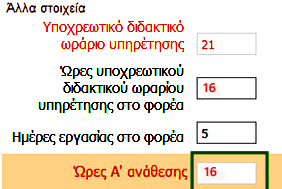 Άλλα στοιχεία
Υποχρεωτικό διδακτικό
ωράριο υπηρέτησης 21
Ώρες υποχρεωτικού
διδακτικού ωραρίου 16
υπηρέτησης στο φορέα
Ημέρες εργασίας στο φορέα 5
Ώρες Α' ανάθεσης 16